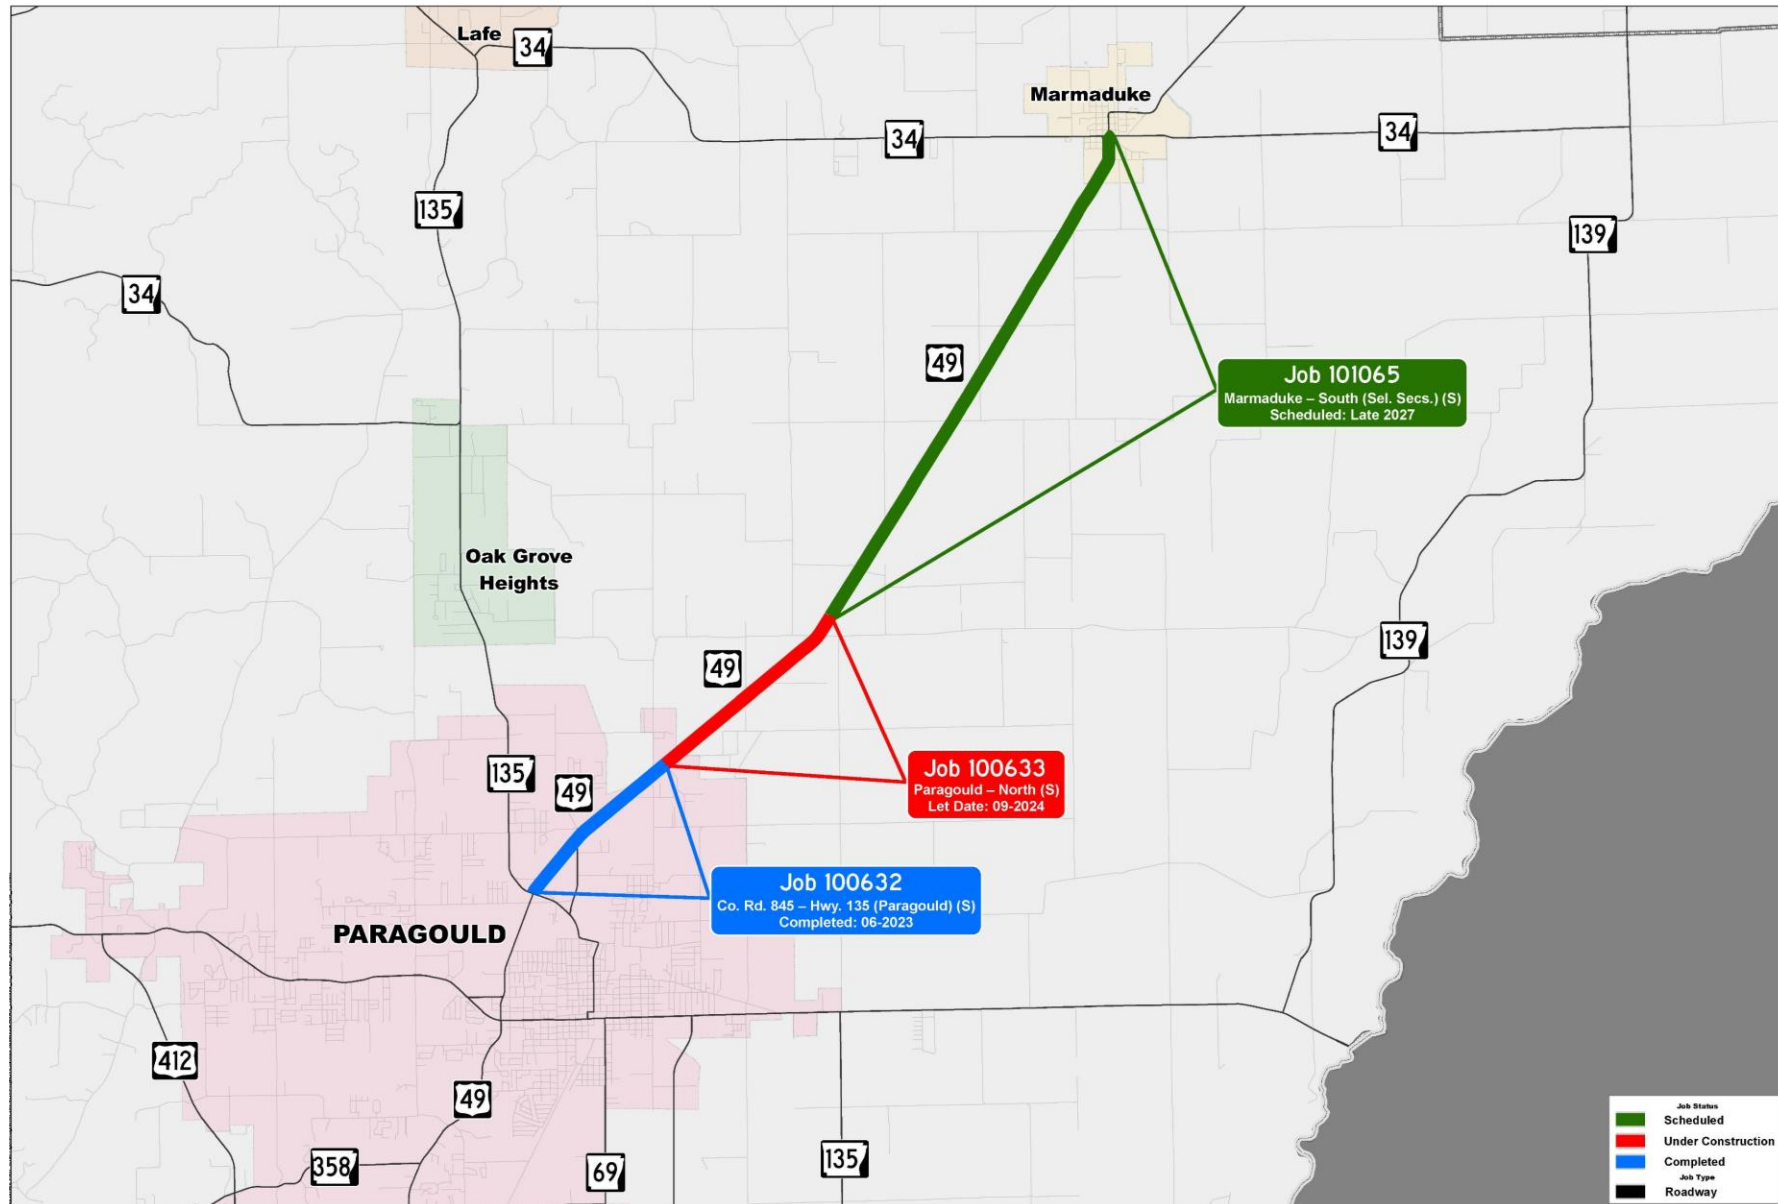 Lafe
34
Marmaduke
34
34
135
139
34
49
Job 101065
Marmaduke – South (Sel. Secs.) (S)
Scheduled: Late 2027
Oak Grove
Heights
139
49
135
49
Job 100633
Paragould – North (S)
Let Date: 09-2024
Job 100632
Co. Rd. 845 – Hwy. 135 (Paragould) (S)
Completed: 06-2023
PARAGOULD
412
49
358
69
135
Job Status
Scheduled
Under Construction
Completed
Job Type
Roadway